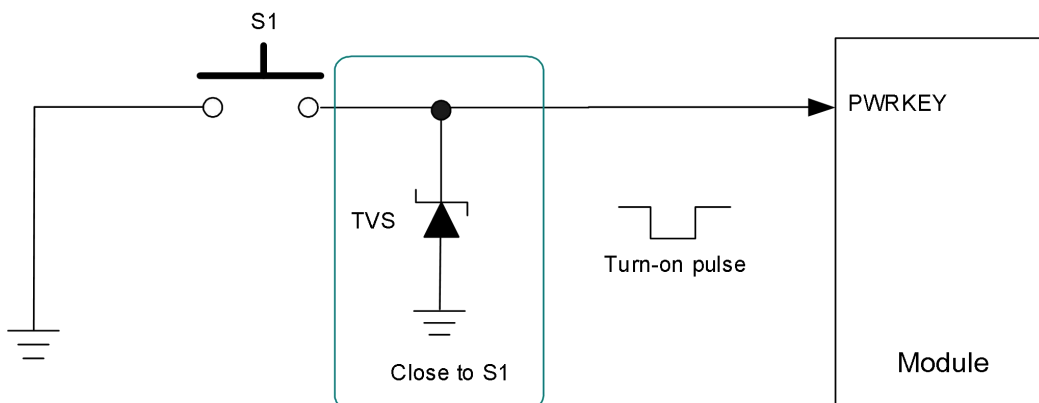 S1
PWRKEY
TVS
Turn-on pulse
Close to S1
Module